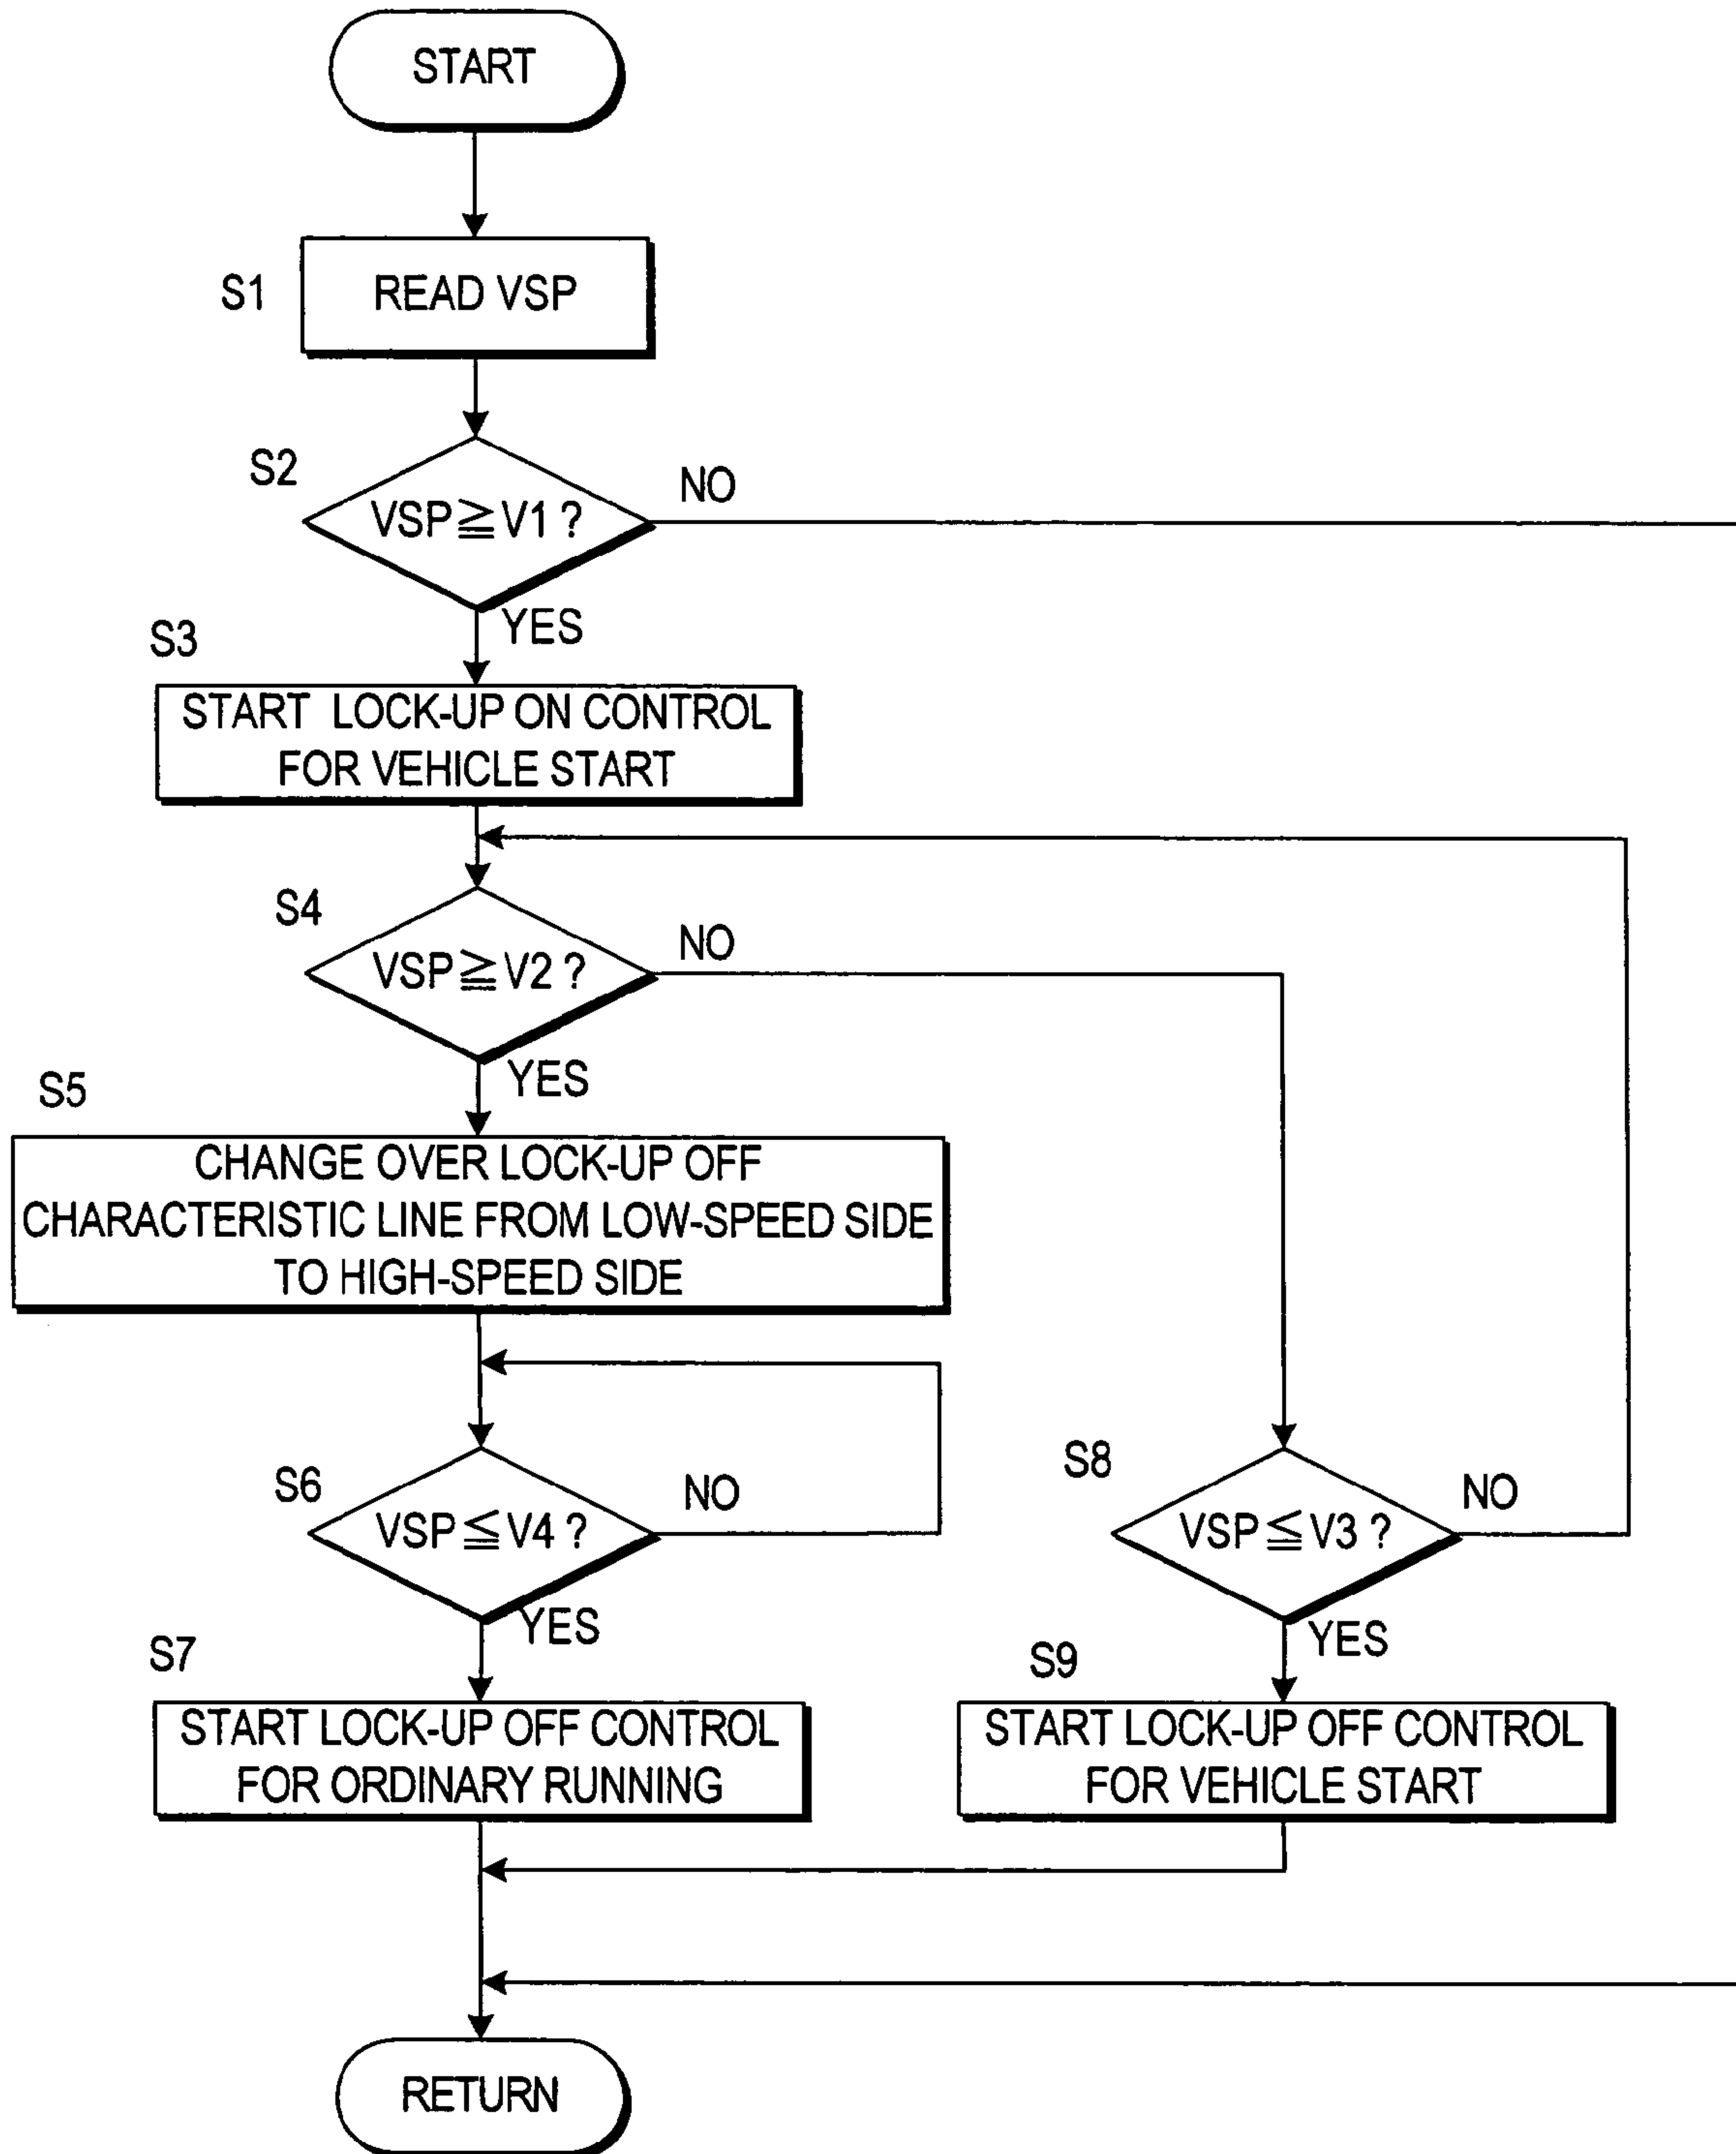 START
S1
READ VSP
S2
VSP≧V1 ?
NO
YES
S3
START LOCK-UP ON CONTROL
FOR VEHICLE START
S4
VSP≧V2 ?
NO
YES
S5
CHANGE OVER LOCK-UP OFF
CHARACTERISTIC LINE FROM LOW-SPEED SIDE
TO HIGH-SPEED SIDE
S6
VSP≦V4 ?
NO
YES
S8
VSP≦V3 ?
NO
YES
S7
START LOCK-UP OFF CONTROL
FOR ORDINARY RUNNING
S9
START LOCK-UP OFF CONTROL
FOR VEHICLE START
RETURN